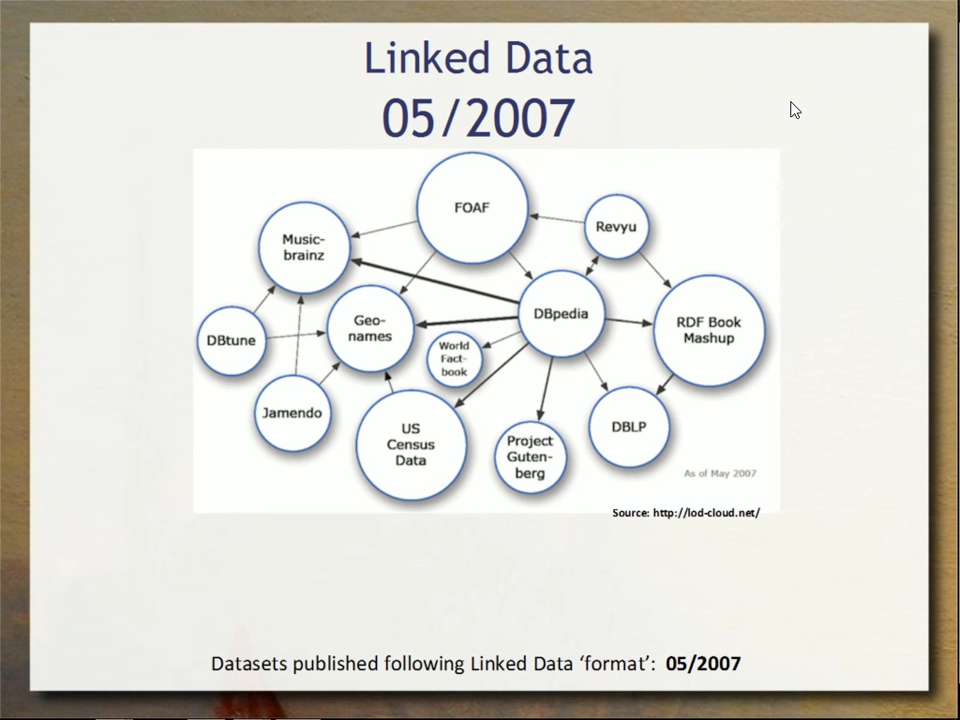 Linked Data
05/2007
FOAF
Revyu
Music-
brainz
DBpedia
Geo-
names
RDF Book
Mashup
DBtune
World
Fact-
book
Jamendo
US
Census
Data
Project
Guten-
berg
DBLP
As of May 2007
Source: http://lod-cloud.net/
Datasets published following Linked Data ‘format’: 05/2007